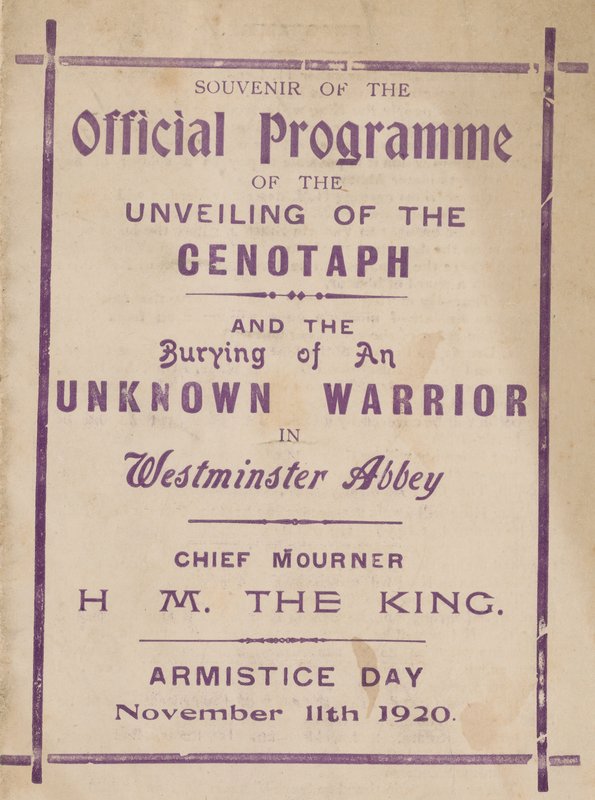 SOUVENIR OF THE
Official Programme
OF THE
UNVEILING OF THE
CENOTAPH
AND THE
Burying of An
UNKNOWN WARRIOR
IN
Westminster Abbey
CHIEF MOURNER
H M. THE KING.
ARMISTICE DAY
November 11th 1920.